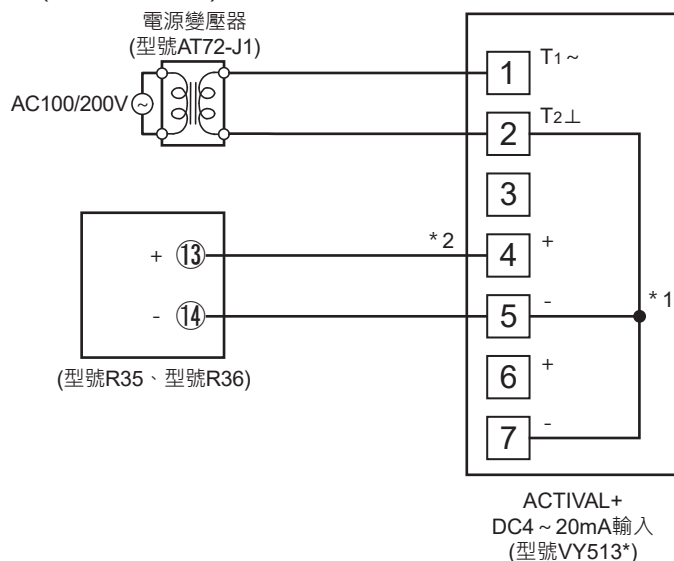 電源變壓器
(型號AT72-J1)
AC100/200V ~
1 T1~
2 T2⊥
3
+ ⑬ *2 4 +
- ⑭ 5 - *1
(型號R35、型號R36)
6 +
7 -
ACTIVAL+
DC4~20mA輸入
(型號VY513*)